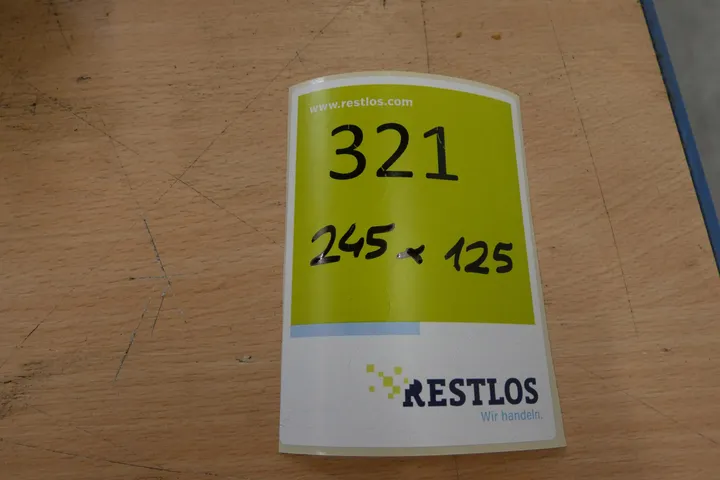 www.restlos.com
321
245 x 125
RESTLOS
Wir handeln.